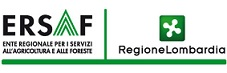 ERSAF
ENTE REGIONALE PER I SERVIZI
ALL'AGRICOLTURA E ALLE FORESTE
RegioneLombardia